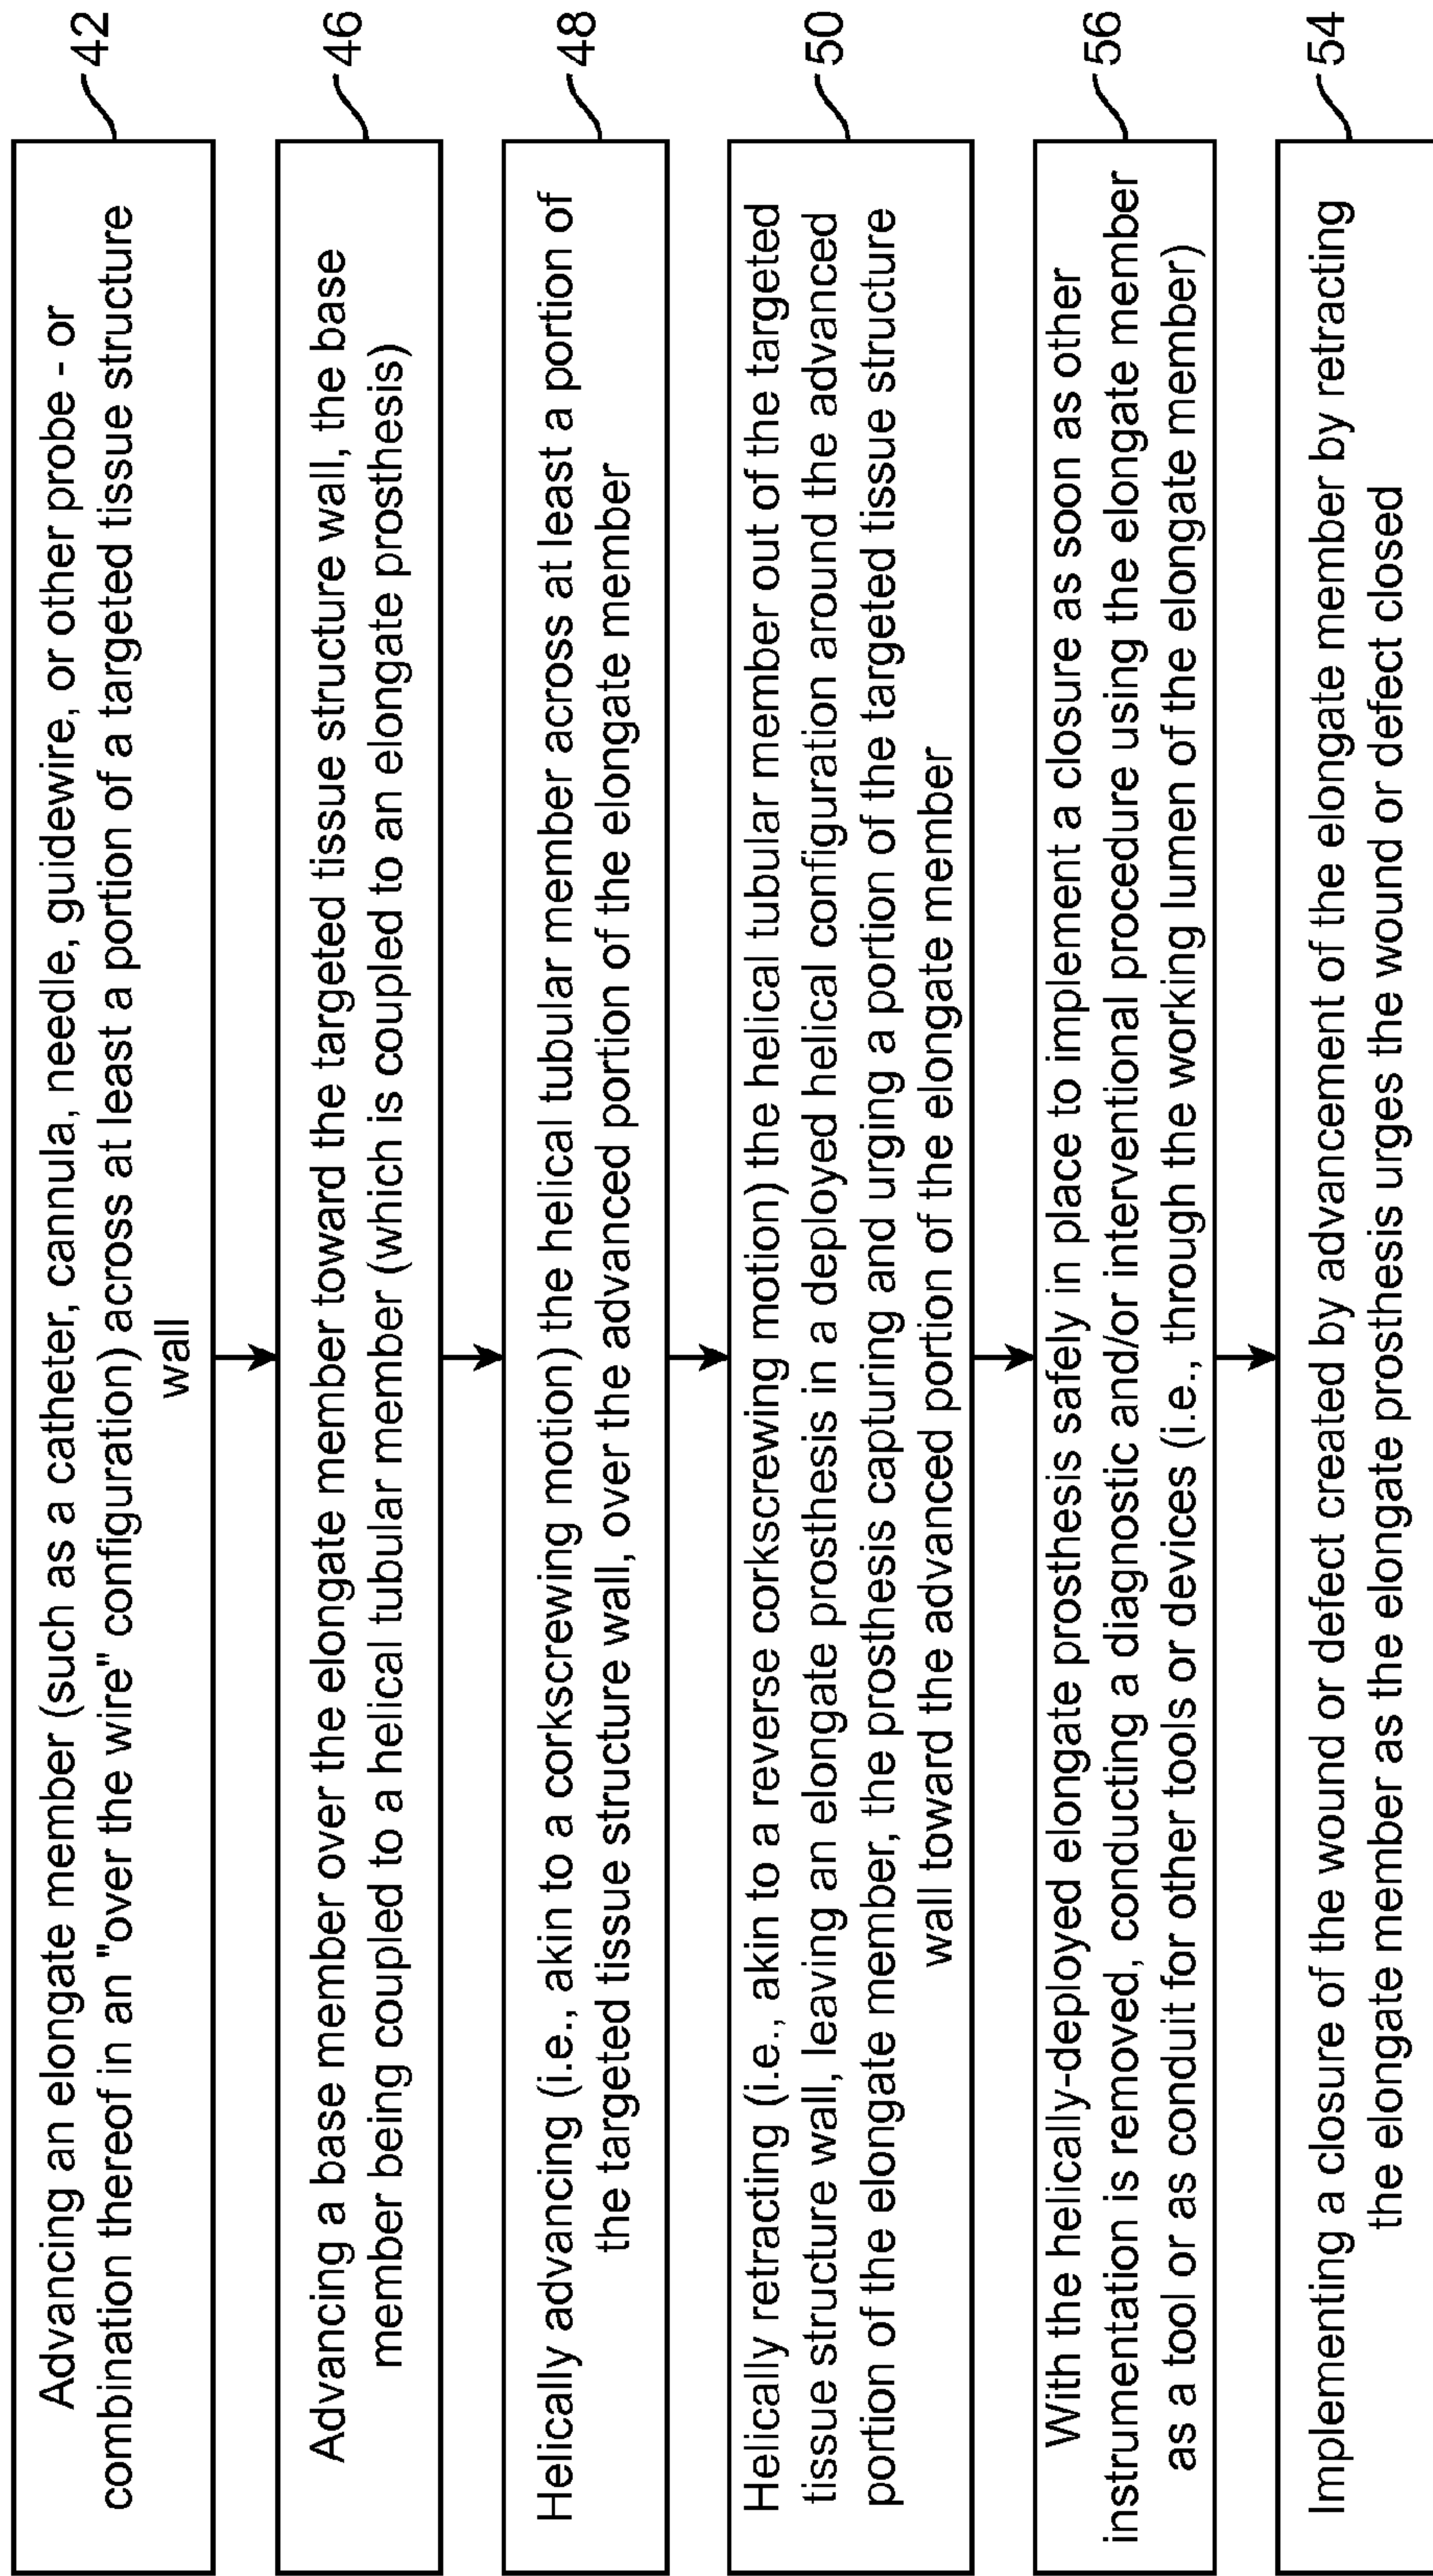 Advancing an elongate member (such as a catheter, cannula, needle, guidewire, or other probe - or
combination thereof in an "over the wire" configuration) across at least a portion of a targeted tissue structure
wall
42
Advancing a base member over the elongate member toward the targeted tissue structure wall, the base
member being coupled to a helical tubular member (which is coupled to an elongate prosthesis)
46
Helically advancing (i.e., akin to a corkscrewing motion) the helical tubular member across at least a portion of
the targeted tissue structure wall, over the advanced portion of the elongate member
48
Helically retracting (i.e., akin to a reverse corkscrewing motion) the helical tubular member out of the targeted
tissue structure wall, leaving an elongate prosthesis in a deployed helical configuration around the advanced
portion of the elongate member, the prosthesis capturing and urging a portion of the targeted tissue structure
wall toward the advanced portion of the elongate member
50
With the helically-deployed elongate prosthesis safely in place to implement a closure as soon as other
instrumentation is removed, conducting a diagnostic and/or interventional procedure using the elongate member
as a tool or as conduit for other tools or devices (i.e., through the working lumen of the elongate member)
56
Implementing a closure of the wound or defect created by advancement of the elongate member by retracting
the elongate member as the elongate prosthesis urges the wound or defect closed
54